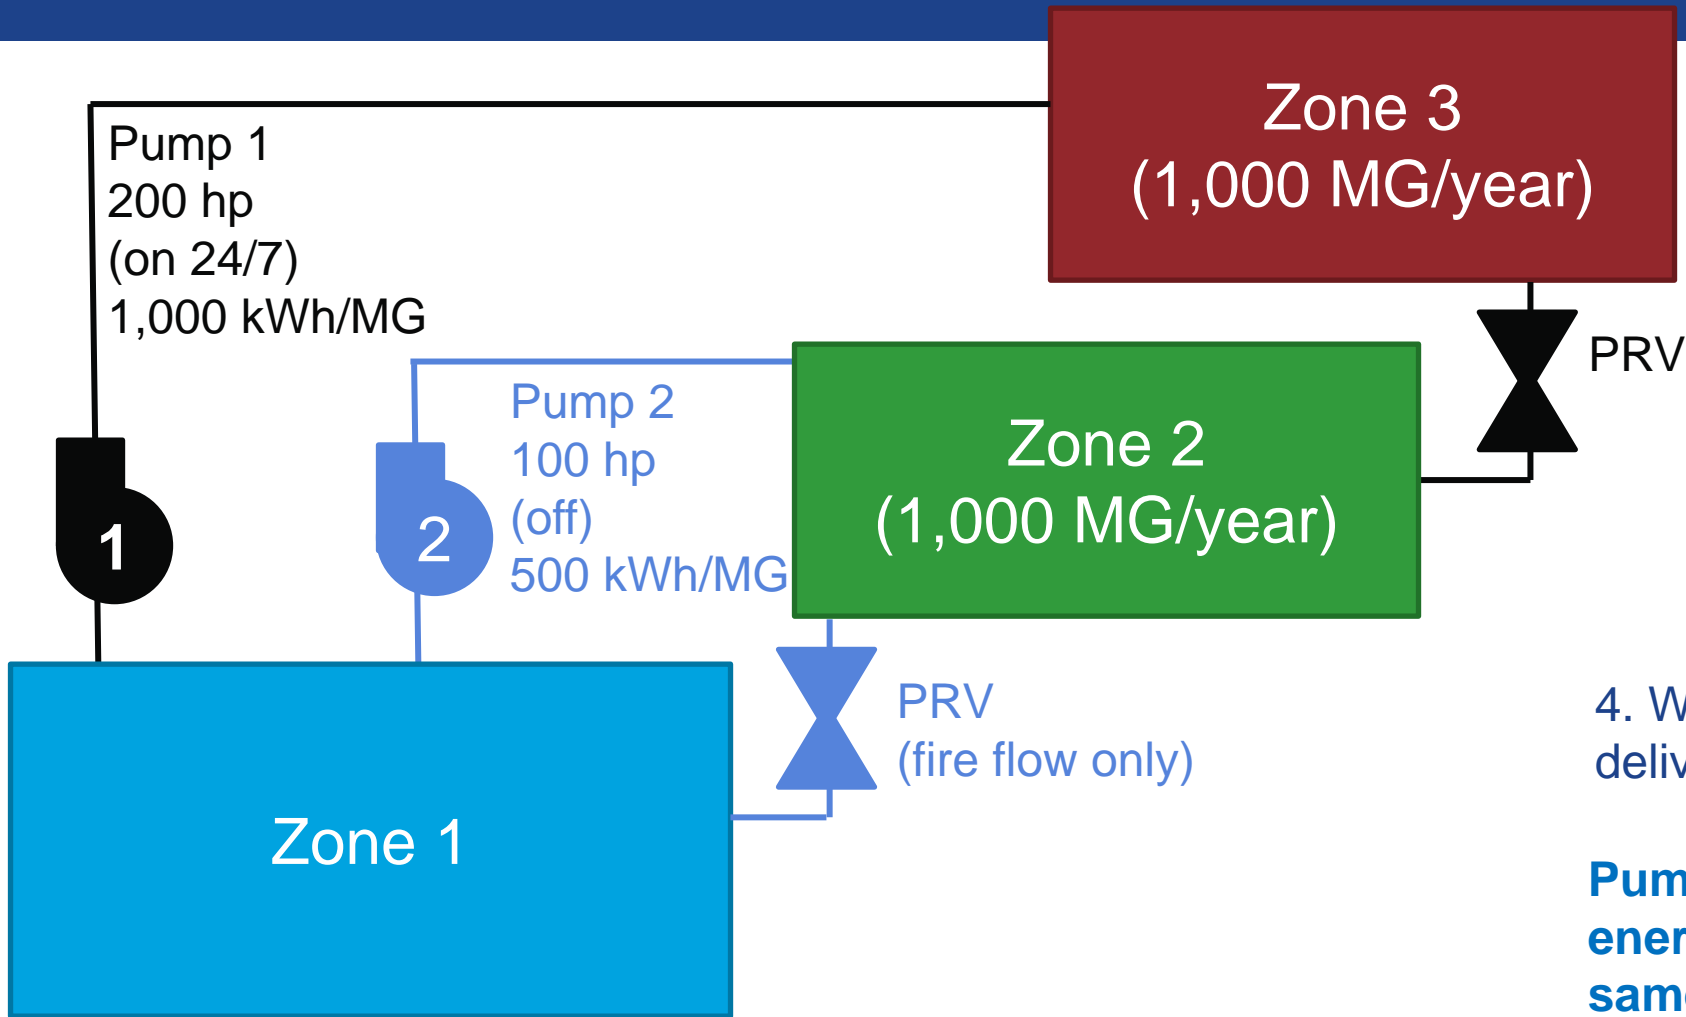 Zone 3
(1,000 MG/year)
Pump 1
200 hp
(on 24/7)
1,000 kWh/MG
PRV
Pump 2
100 hp
(off)
500 kWh/MG
Zone 2
(1,000 MG/year)
1
2
PRV
(fire flow only)
Zone 1
4.